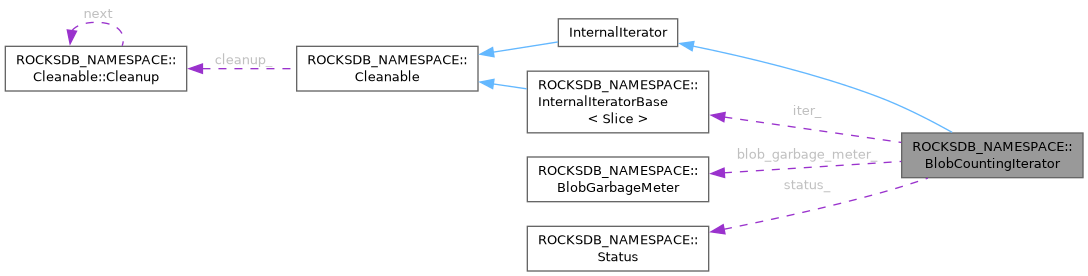 next
ROCKSDB_NAMESPACE::
Cleanable::Cleanup
cleanup_
ROCKSDB_NAMESPACE::
Cleanable
InternalIterator
ROCKSDB_NAMESPACE::
InternalIteratorBase
< Slice >
ROCKSDB_NAMESPACE::
BlobGarbageMeter
ROCKSDB_NAMESPACE::
Status
iter_
blob_garbage_meter_
status_
ROCKSDB_NAMESPACE::
BlobCountingIterator